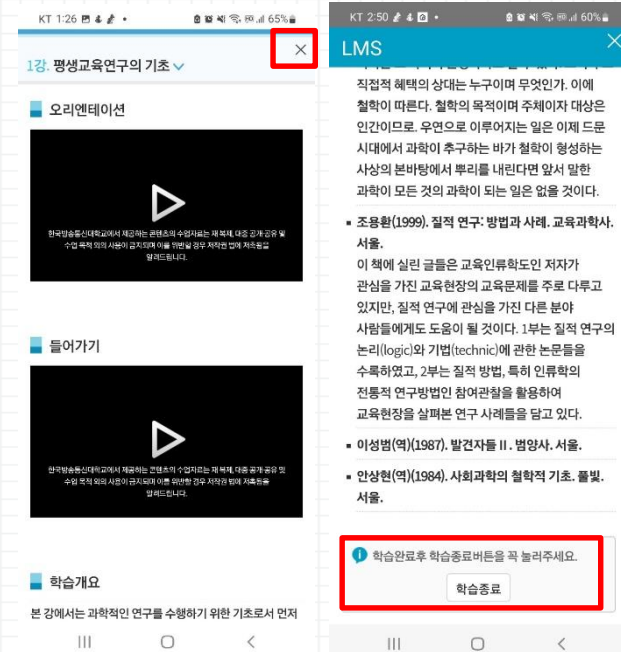 KT 1:26
65%
1강. 평생교육연구의 기초
오리엔테이션
한국방송통신대학교에서 제공하는 콘텐츠의 수업자료는 재 복제, 대중 공개·공유 및
수업 목적 외의 사용이 금지되며 이를 위반할 경우 저작권 법에 저촉됨을
알려드립니다.
들어가기
한국방송통신대학교에서 제공하는 콘텐츠의 수업자료는 재 복제, 대중 공개·공유 및
수업 목적 외의 사용이 금지되며 이를 위반할 경우 저작권 법에 저촉됨을
알려드립니다.
학습개요
본 강에서는 과학적인 연구를 수행하기 위한 기초로서 먼저
KT 2:50
60%
LMS
직접적 혜택의 상대는 누구이며 무엇인가. 이에
철학이 따른다. 철학의 목적이며 주체이자 대상은
인간이므로. 우연으로 이루어지는 일은 이제 드문
시대에서 과학이 추구하는 바가 철학이 형성하는
사상의 본바탕에서 뿌리를 내린다면 앞서 말한
과학이 모든 것의 과학이 되는 일은 없을 것이다.
▪ 조용환(1999). 질적 연구: 방법과 사례. 교육과학사.
서울.
이 책에 실린 글들은 교육인류학도인 저자가
관심을 가진 교육현장의 교육문제를 주로 다루고
있지만, 질적 연구에 관심을 가진 다른 분야
사람들에게도 도움이 될 것이다. 1부는 질적 연구의
논리(logic)와 기법(technic)에 관한 논문들을
수록하였고, 2부는 질적 방법, 특히 인류학의
전통적 연구방법인 참여관찰을 활용하여
교육현장을 살펴본 연구 사례들을 담고 있다.
▪ 이성범(역)(1987). 발견자들 II. 범양사. 서울.
▪ 안상현(역)(1984). 사회과학의 철학적 기초. 풀빛.
서울.
학습완료후 학습종료버튼을 꼭 눌러주세요.
학습종료